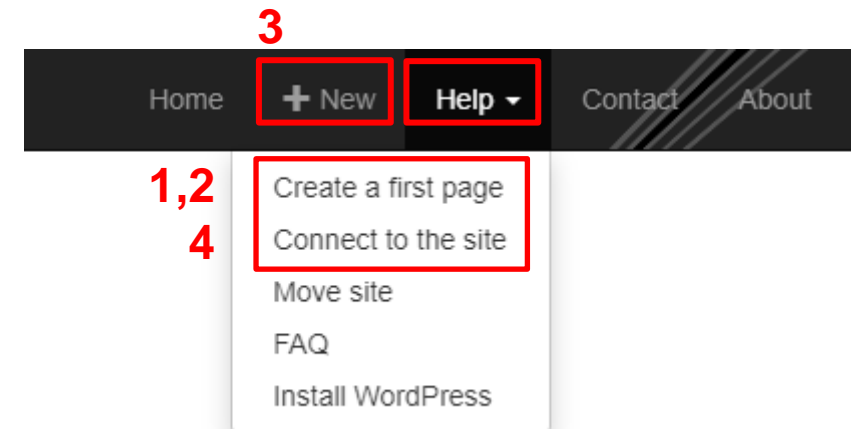 3
Home + New Help Contact About
1,2 Create a first page
4 Connect to the site
Move site
FAQ
Install WordPress